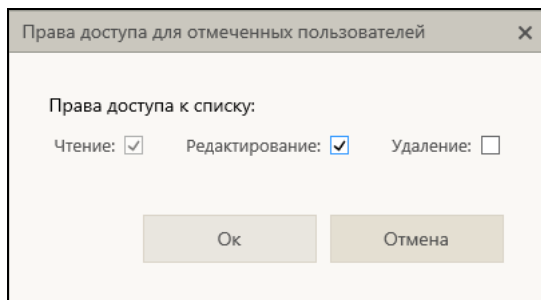 Права доступа для отмеченных пользователей
Права доступа к списку:
Чтение: Редактирование: Удаление:
Ок Отмена